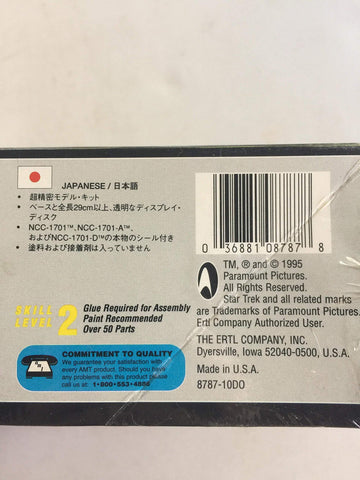 JAPANESE / 日本語
• 超精密モデル・キット
• ベースと全長29cm以上、透明なディスプレイ・
ディスク
• NCC-1701™、NCC-1701-A™、
およびNCC-1701-D™の本物のシール付き
• 塗料および接着剤は入っていません
SKILL
LEVEL 2
Glue Required for Assembly
Paint Recommended
Over 50 Parts
COMMITMENT TO QUALITY
We guarantee your satisfaction with
every AMT product. Should you have
any problem with this product please
call us at: 1-800-553-4886
0 36881 08787 8
TM, ® and © 1995
Paramount Pictures.
All Rights Reserved.
Star Trek and all related marks
are Trademarks of Paramount Pictures.
Ertl Company Authorized User.
THE ERTL COMPANY, INC.
Dyersville, Iowa 52040-0500, U.S.A.
Made in U.S.A.
8787-10DO